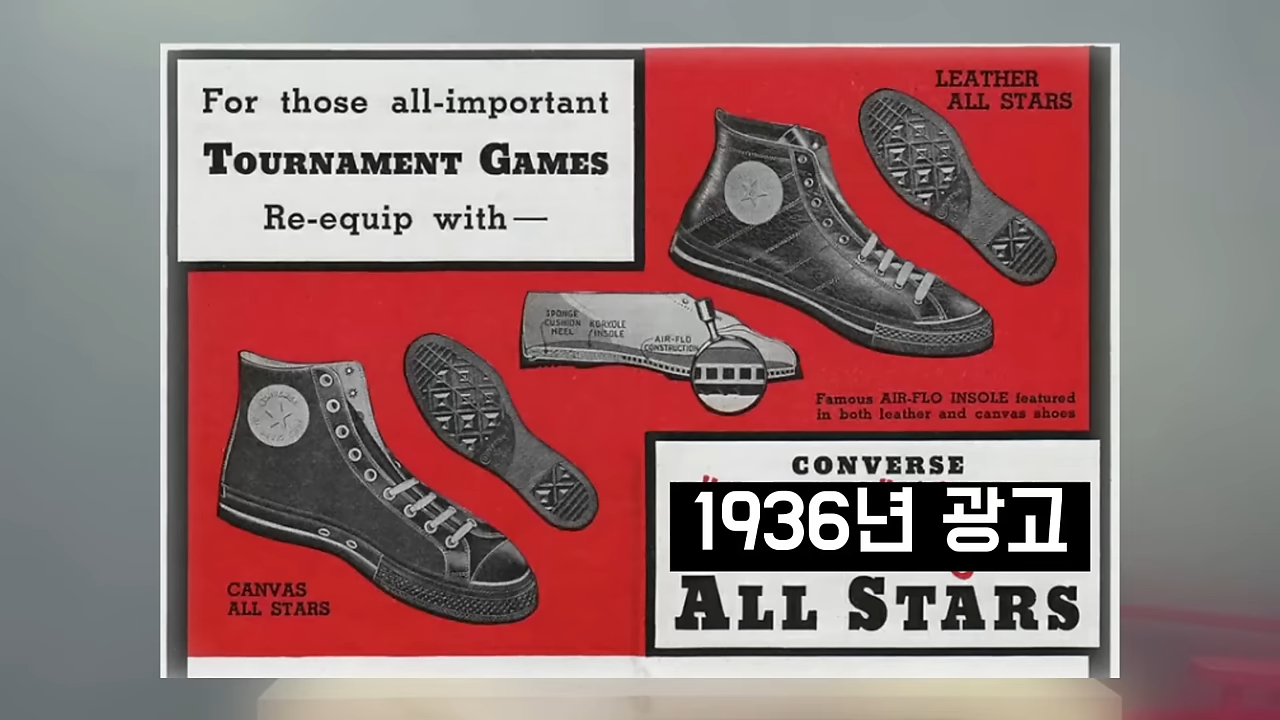 For those all-important
TOURNAMENT GAMES
Re-equip with—
LEATHER
ALL STARS
SPONGE
CUSHION
HEEL
KORXOLE
INSOLE
AIR-FLO
CONSTRUCTION
Famous AIR-FLO INSOLE featured
in both leather and canvas shoes
CANVAS
ALL STARS
CONVERSE
1936년 광고
ALL STARS